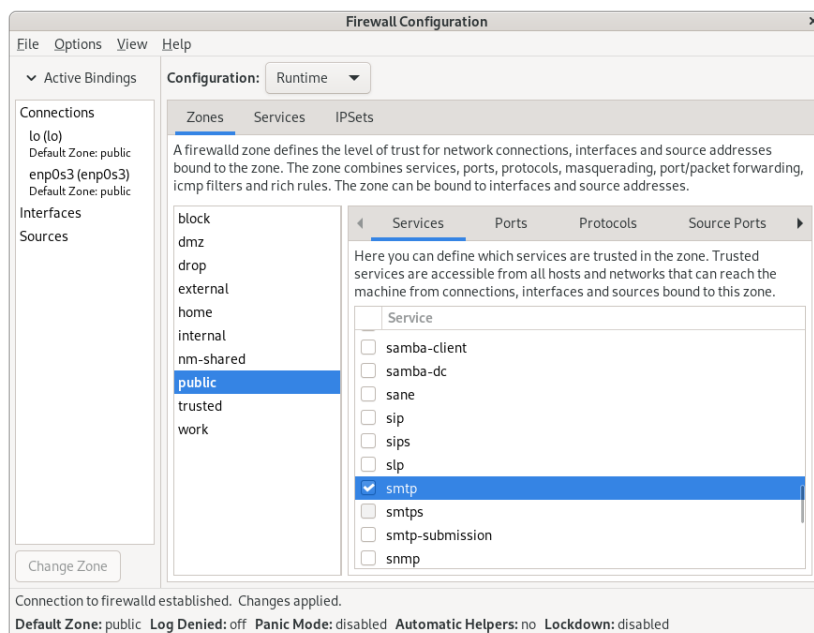 Firewall Configuration
File Options View Help
Active Bindings
Configuration: Runtime
Connections
lo (lo)
Default Zone: public
enp0s3 (enp0s3)
Default Zone: public
Interfaces
Sources
Change Zone
Zones Services IPSets
A firewalld zone defines the level of trust for network connections, interfaces and source addresses
bound to the zone. The zone combines services, ports, protocols, masquerading, port/packet forwarding,
icmp filters and rich rules. The zone can be bound to interfaces and source addresses.
block
dmz
drop
external
home
internal
nm-shared
public
trusted
work
Services Ports Protocols Source Ports
Here you can define which services are trusted in the zone. Trusted
services are accessible from all hosts and networks that can reach the
machine from connections, interfaces and sources bound to this zone.
Service
samba-client
samba-dc
sane
sip
sips
slp
smtp
smtps
smtp-submission
snmp
Connection to firewalld established. Changes applied.
Default Zone: public Log Denied: off Panic Mode: disabled Automatic Helpers: no Lockdown: disabled